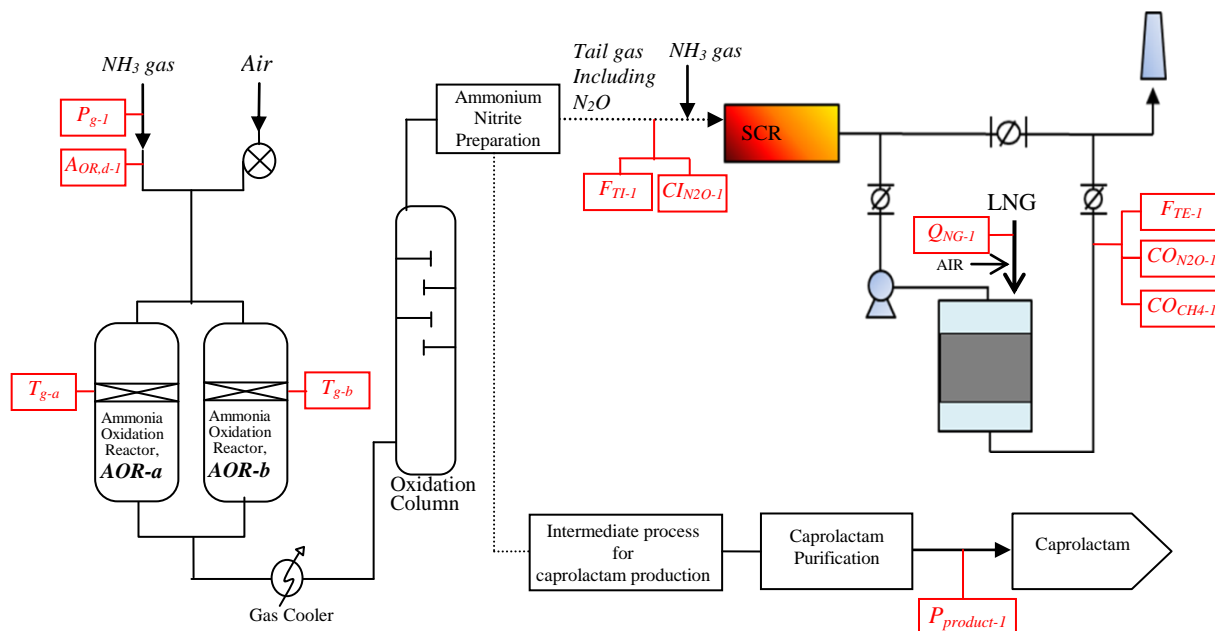 NH3 gas
Air
Pg-1
AOR,d-1
Tg-a
Tg-b
Ammonia
Oxidation
Reactor,
AOR-a
Ammonia
Oxidation
Reactor,
AOR-b
Gas Cooler
Oxidation
Column
Ammonium
Nitrite
Preparation
Tail gas
Including
N2O
NH3 gas
FTI-1
CIN2O-1
SCR
LNG
QNG-1
AIR
FTE-1
CON2O-1
COCH4-1
Intermediate process
for
caprolactam production
Caprolactam
Purification
Caprolactam
Pproduct-1